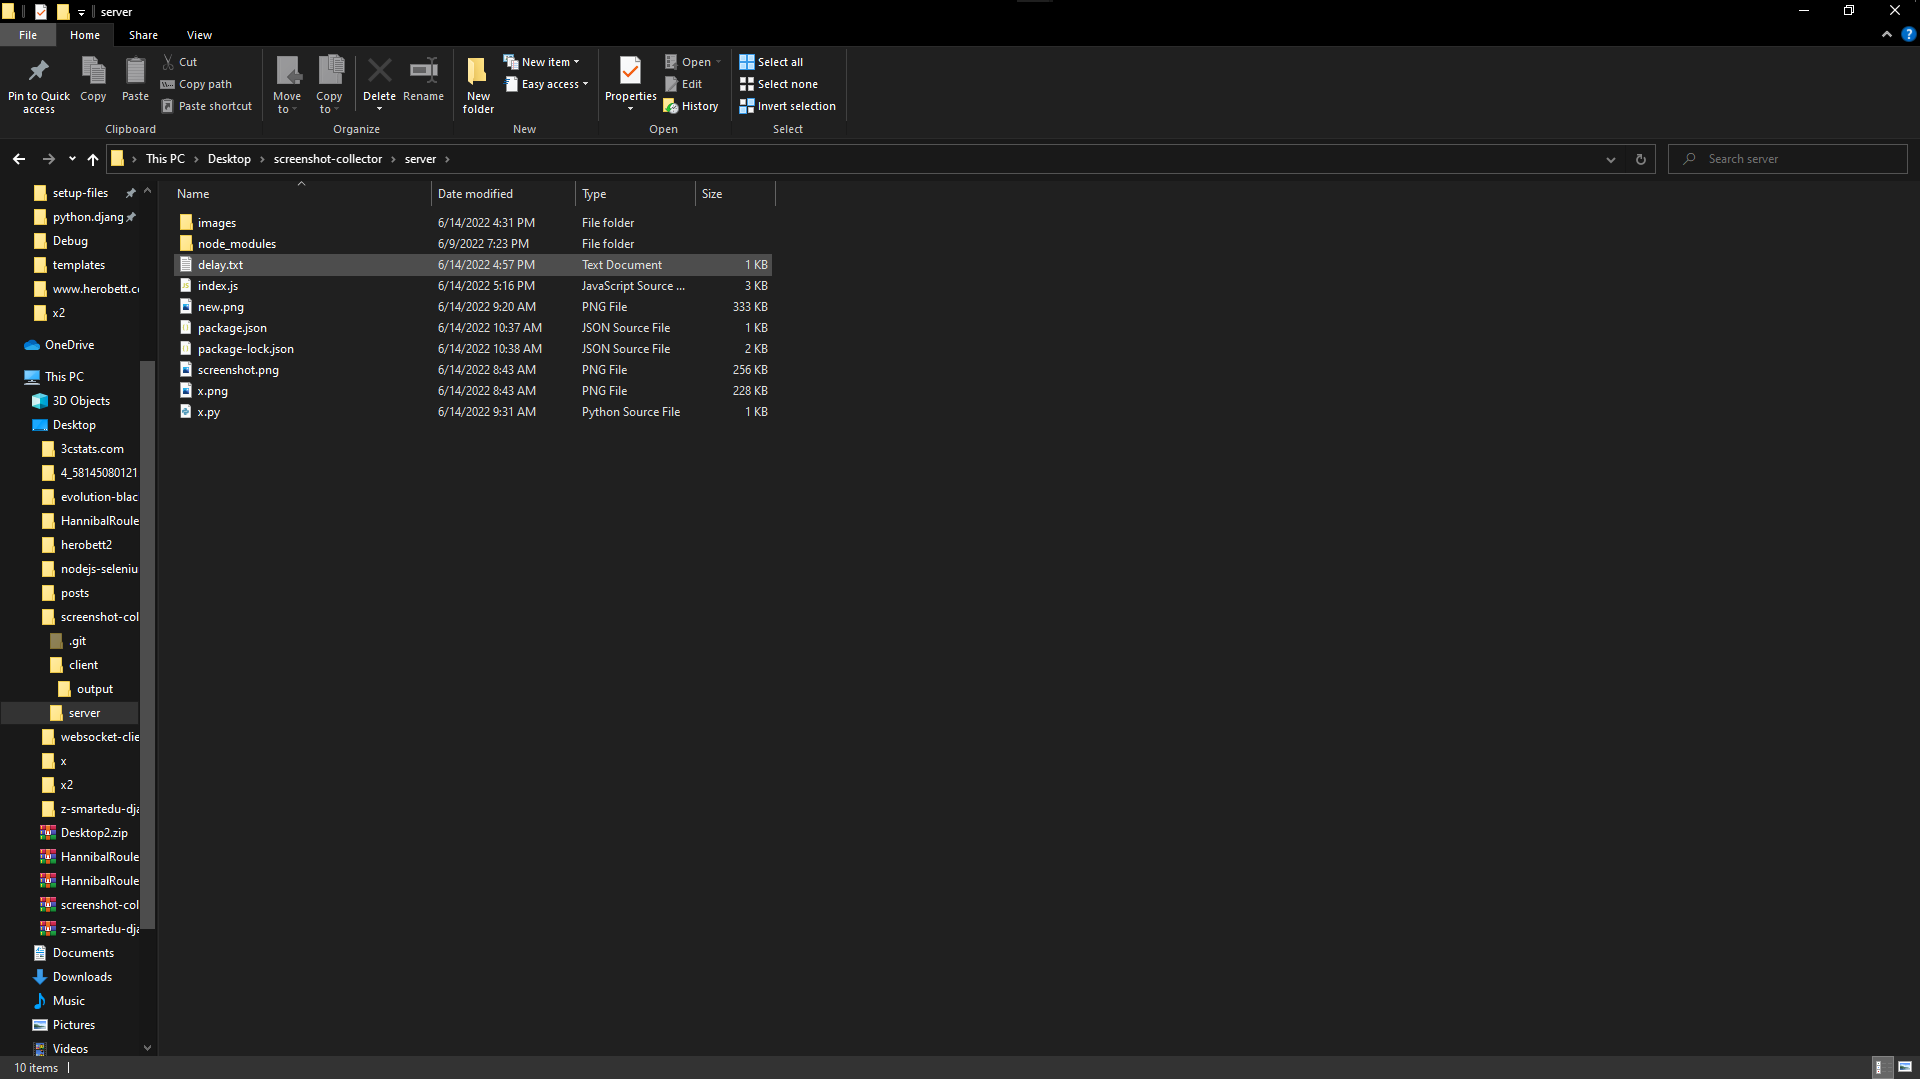 server
File
Home
Share
View
Pin to Quick access
Copy
Paste
Cut
Copy path
Paste shortcut
Clipboard
Move to
Copy to
Delete
Rename
Organize
New folder
New item
Easy access
New
Properties
Open
Edit
History
Open
Select all
Select none
Invert selection
Select
This PC
Desktop
screenshot-collector
server
Search server
setup-files
python.djang
Debug
templates
www.herobett.co
x2
OneDrive
This PC
3D Objects
Desktop
3cstats.com
4_58145080121
evolution-blac
HannibalRoule
herobett2
nodejs-seleniu
posts
screenshot-col
.git
client
output
server
websocket-clie
x
x2
z-smartedu-dja
Desktop2.zip
HannibalRoule
HannibalRoule
screenshot-col
z-smartedu-dja
Documents
Downloads
Music
Pictures
Videos
Name Date modified Type Size
images 6/14/2022 4:31 PM File folder
node_modules 6/9/2022 7:23 PM File folder
delay.txt 6/14/2022 4:57 PM Text Document 1 KB
index.js 6/14/2022 5:16 PM JavaScript Source ... 3 KB
new.png 6/14/2022 9:20 AM PNG File 333 KB
package.json 6/14/2022 10:37 AM JSON Source File 1 KB
package-lock.json 6/14/2022 10:38 AM JSON Source File 2 KB
screenshot.png 6/14/2022 8:43 AM PNG File 256 KB
x.png 6/14/2022 8:43 AM PNG File 228 KB
x.py 6/14/2022 9:31 AM Python Source File 1 KB
10 items